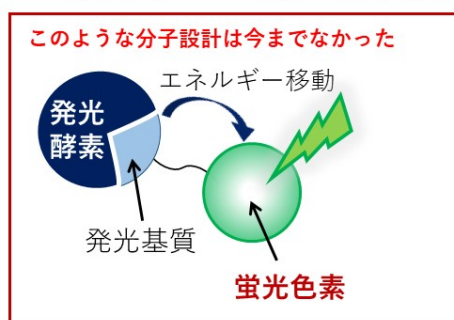 このような分子設計は今までなかった
エネルギー移動
発光
酵素
発光基質
蛍光色素